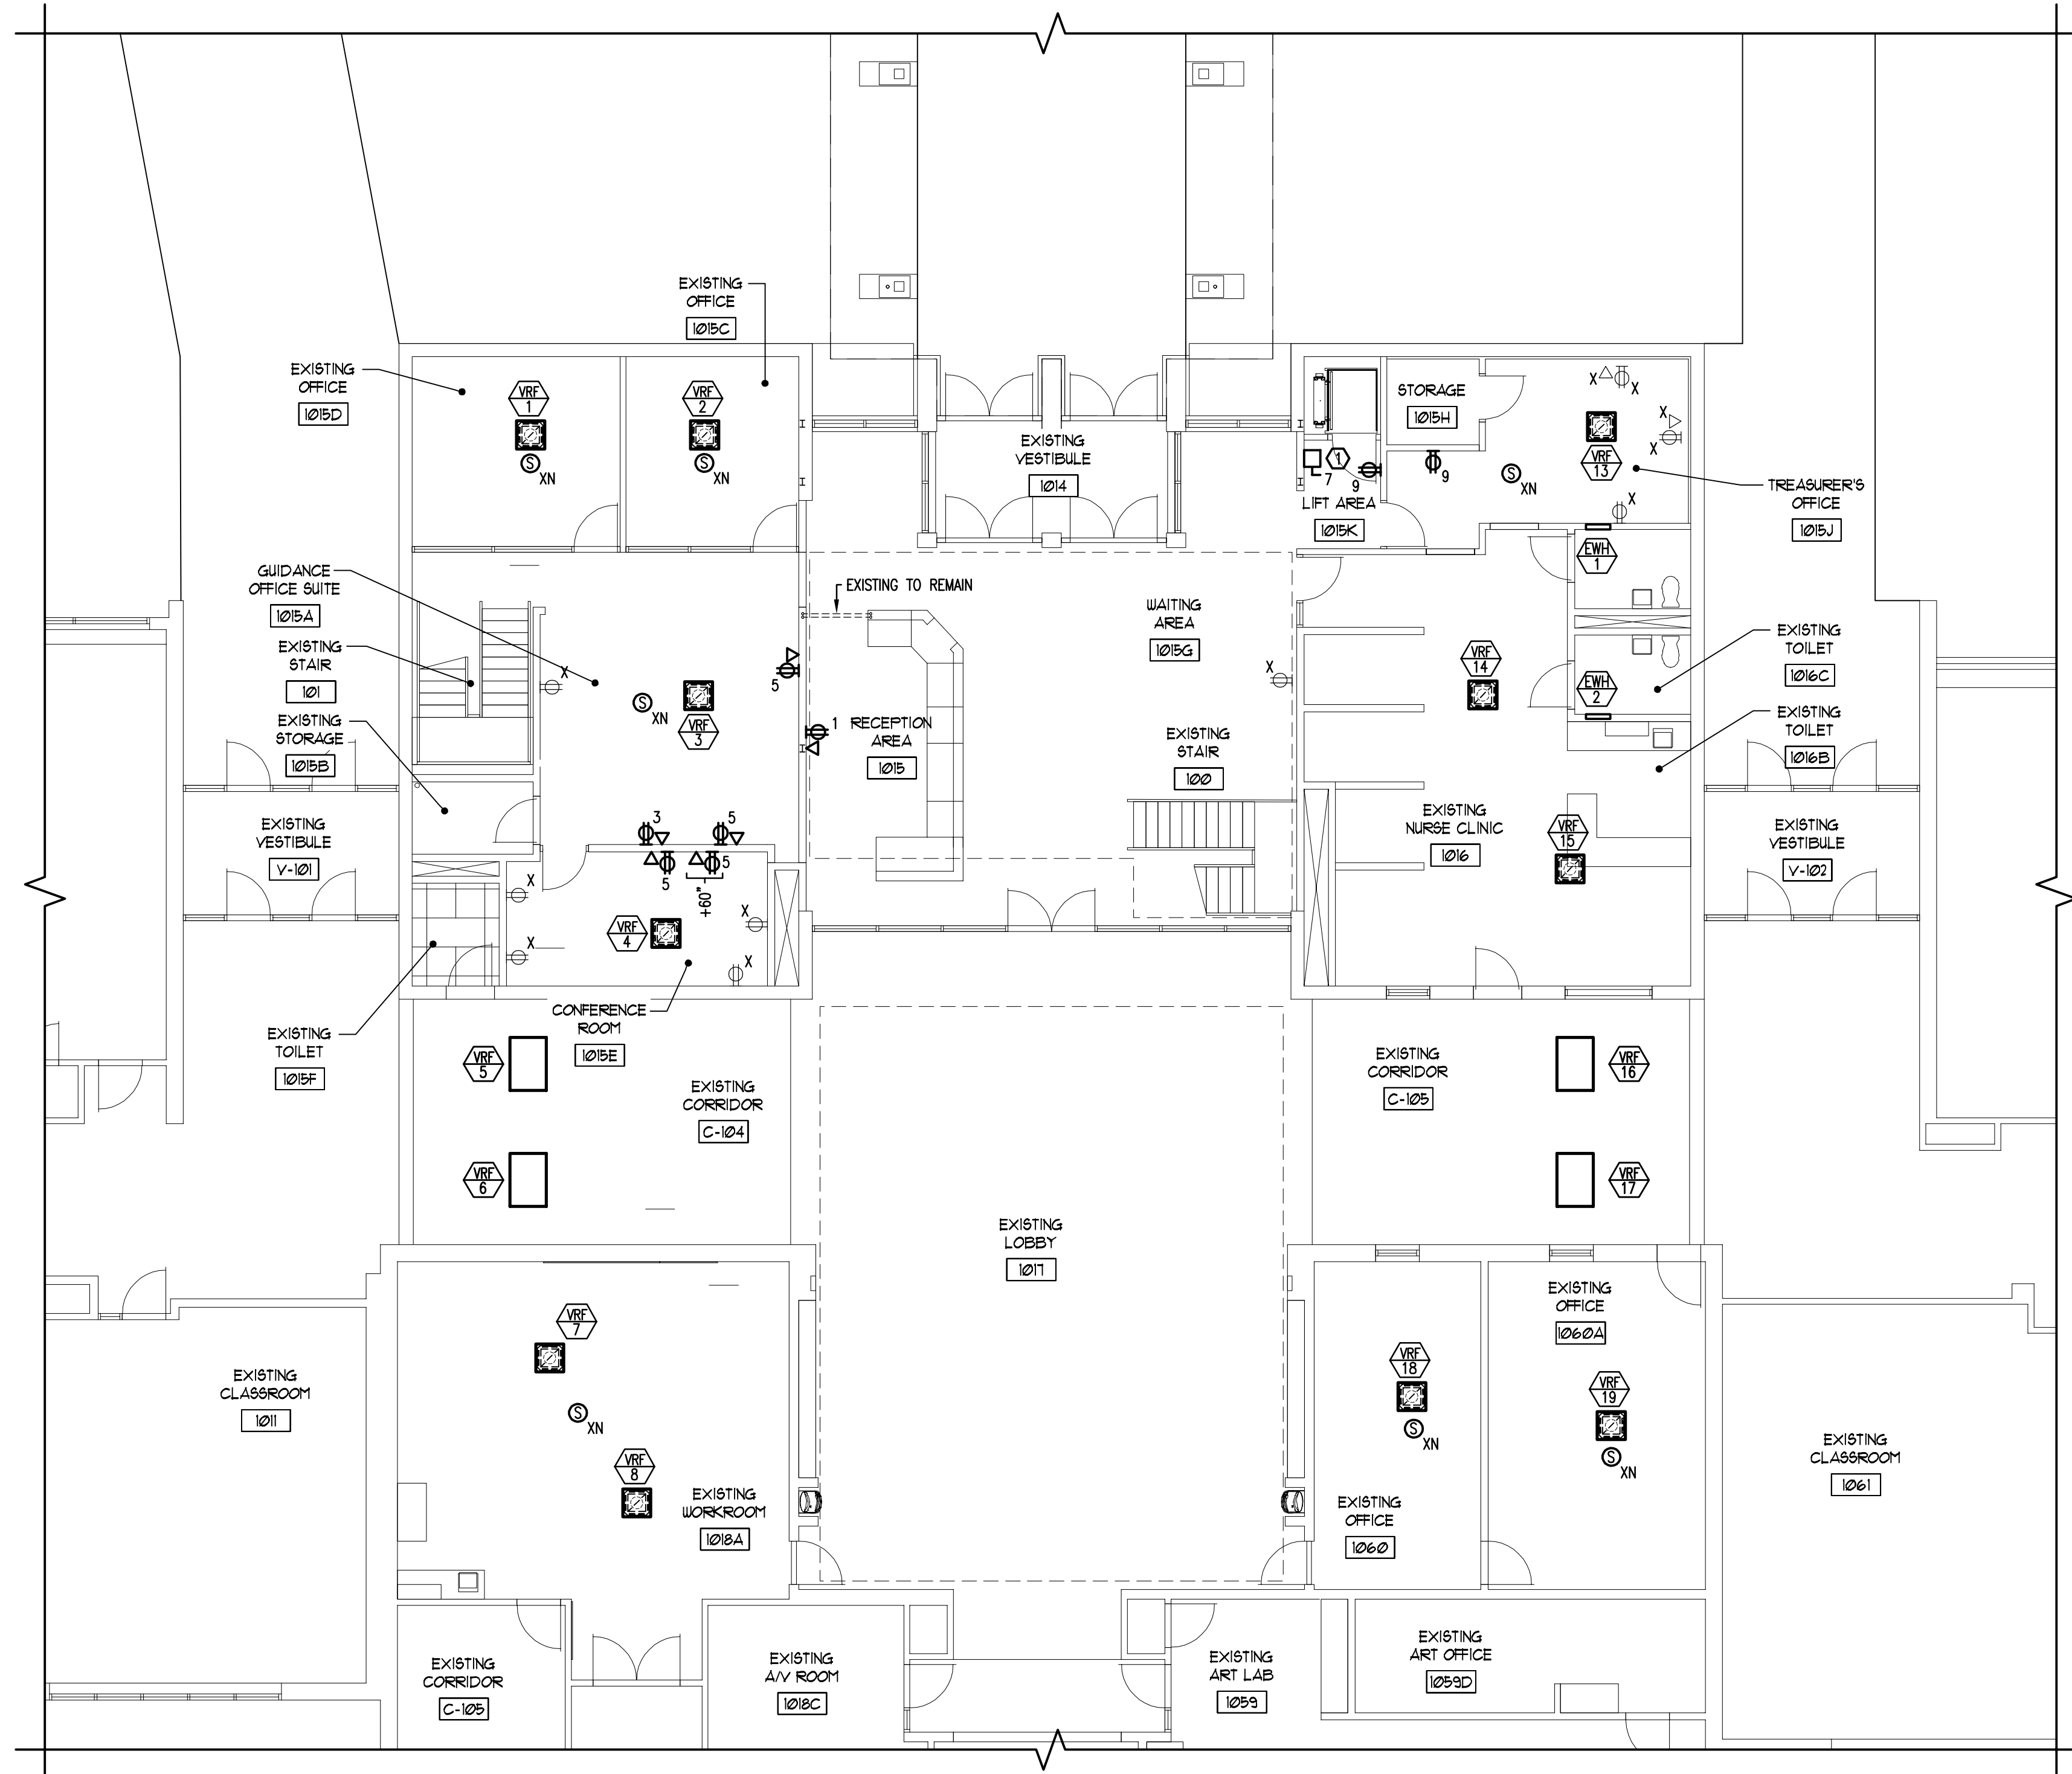 EXISTING
OFFICE
1015C
EXISTING
OFFICE
1015D
VRF
1
S
XN
VRF
2
S
XN
EXISTING
VESTIBULE
1014
STORAGE
1015H
7
1
9
9
LIFT AREA
1015K
X
X
X
X
X
S
XN
VRF
13
TREASURER'S
OFFICE
1015J
EWH
1
GUIDANCE
OFFICE SUITE
1015A
EXISTING TO REMAIN
WAITING
AREA
1015G
EXISTING
STAIR
101
X
S
XN
VRF
3
5
X
VRF
14
EWH
2
EXISTING
TOILET
1016C
EXISTING
STORAGE
1015B
1
RECEPTION
AREA
1015
EXISTING
STAIR
100
EXISTING
TOILET
1016B
EXISTING
VESTIBULE
V-101
3
5
5
5
+60"
EXISTING
NURSE CLINIC
1016
VRF
15
EXISTING
VESTIBULE
V-102
X
X
VRF
4
X
X
CONFERENCE
ROOM
1015E
EXISTING
TOILET
1015F
VRF
5
EXISTING
CORRIDOR
C-104
VRF
6
EXISTING
CORRIDOR
C-105
VRF
16
VRF
17
EXISTING
LOBBY
1017
VRF
7
S
XN
VRF
8
EXISTING
WORKROOM
1018A
EXISTING
CLASSROOM
1011
EXISTING
OFFICE
1060A
VRF
18
S
XN
VRF
19
S
XN
EXISTING
OFFICE
1060
EXISTING
CLASSROOM
1061
EXISTING
CORRIDOR
C-105
EXISTING
A/V ROOM
1018C
EXISTING
ART LAB
1059
EXISTING
ART OFFICE
1059D